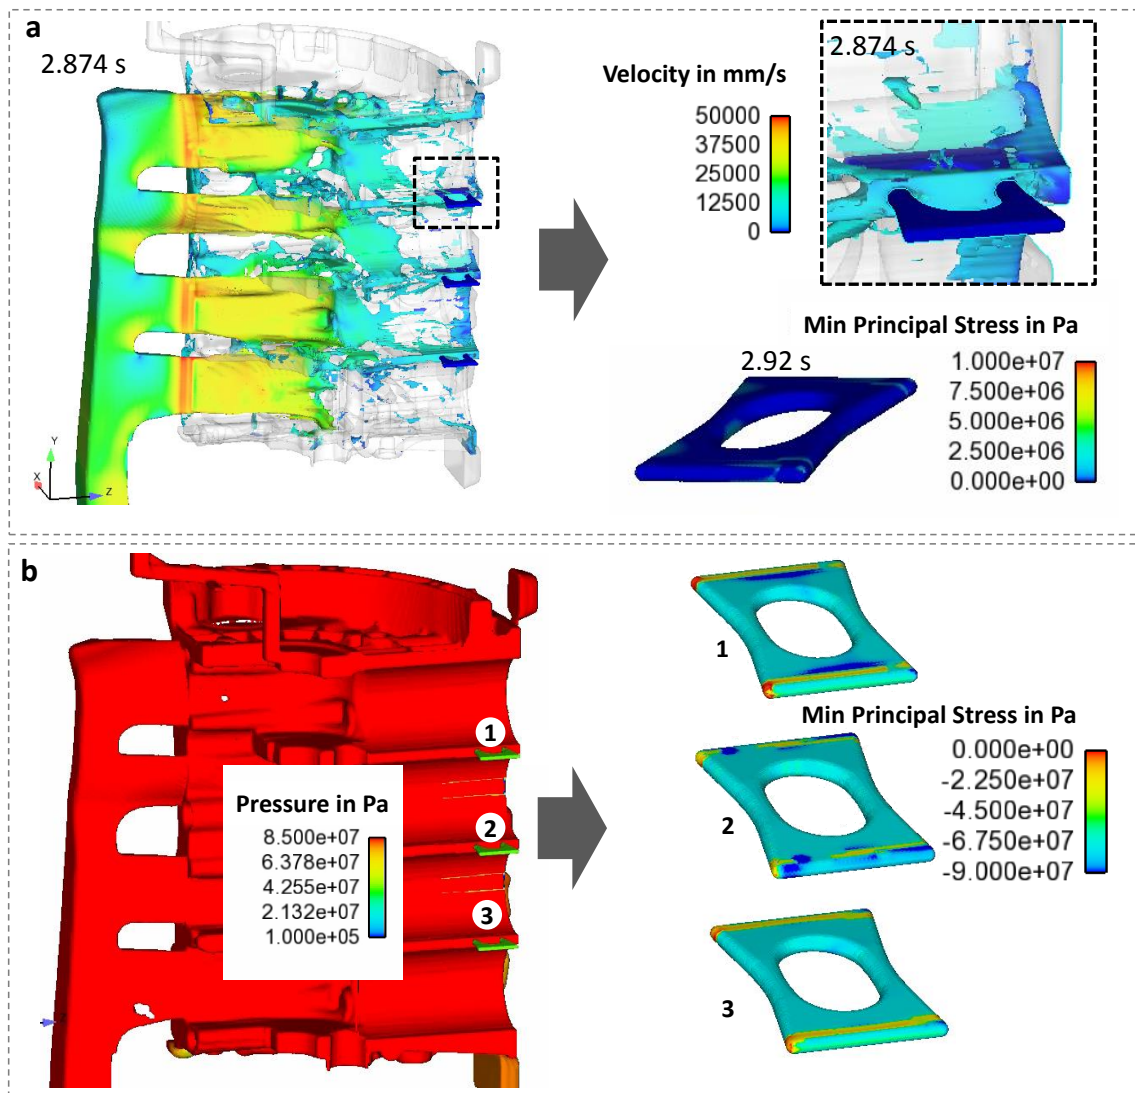 a
2.874 s
Velocity in mm/s
50000
37500
25000
12500
0
2.874 s
Min Principal Stress in Pa
2.92 s
1.000e+07
7.500e+06
5.000e+06
2.500e+06
0.000e+00
Y
X
Z
b
1
2
3
Pressure in Pa
8.500e+07
6.378e+07
4.255e+07
2.132e+07
1.000e+05
1
2
3
Min Principal Stress in Pa
0.000e+00
-2.250e+07
-4.500e+07
-6.750e+07
-9.000e+07